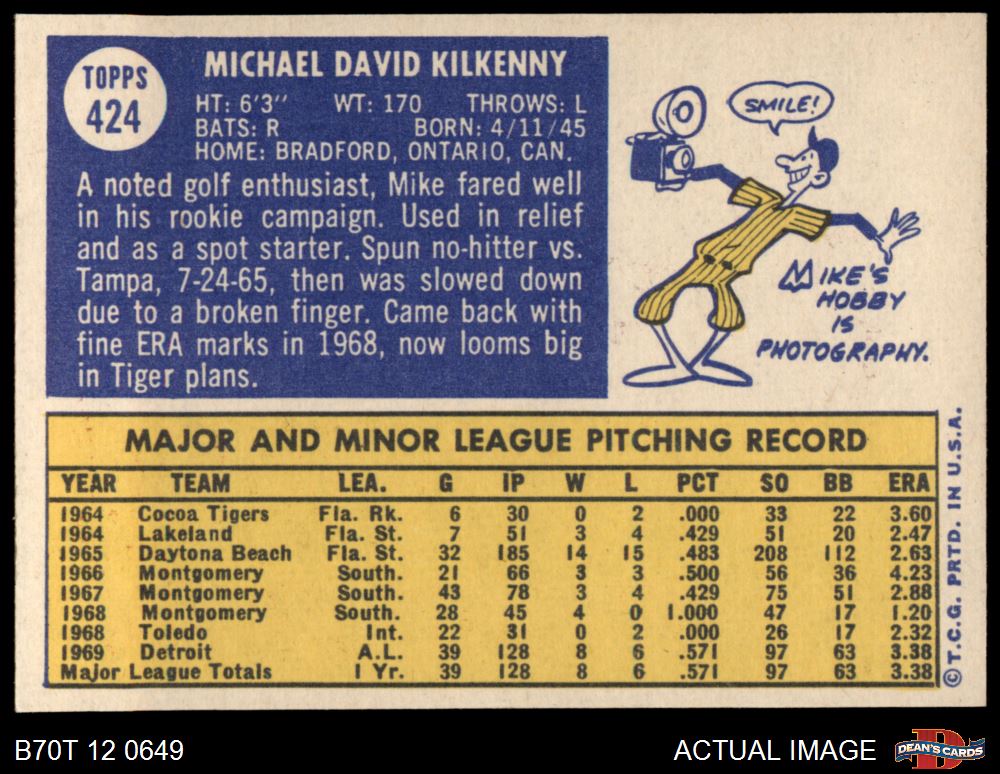 TOPPS
424
MICHAEL DAVID KILKENNY
HT: 6'3" WT: 170 THROWS: L
BATS: R BORN: 4/11/45
HOME: BRADFORD, ONTARIO, CAN.
A noted golf enthusiast, Mike fared well
in his rookie campaign. Used in relief
and as a spot starter. Spun no-hitter vs.
Tampa, 7-24-65, then was slowed down
due to a broken finger. Came back with
fine ERA marks in 1968, now looms big
in Tiger plans.
SMILE!
MIKE'S
HOBBY
IS
PHOTOGRAPHY.
MAJOR AND MINOR LEAGUE PITCHING RECORD
YEAR TEAM LEA. G IP W L PCT SO BB ERA
1964 Cocoa Tigers Fla. Rk. 6 30 0 2 .000 33 22 3.60
1964 Lakeland Fla. St. 7 51 3 4 .429 51 20 2.47
1965 Daytona Beach Fla. St. 32 185 14 15 .483 208 112 2.63
1966 Montgomery South. 21 66 3 3 .500 56 36 4.23
1967 Montgomery South. 43 78 3 4 .429 75 51 2.88
1968 Montgomery South. 28 45 4 0 1.000 47 17 1.20
1968 Toledo Int. 22 31 0 2 .000 26 17 2.32
1969 Detroit A.L. 39 128 8 6 .571 97 63 3.38
Major League Totals 1 Yr. 39 128 8 6 .571 97 63 3.38
© T.C.G. PRTD. IN U.S.A.
B70T 12 0649
ACTUAL IMAGE
D
DEAN'S CARDS